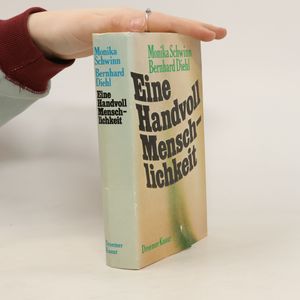 Monika
Schwinn
Bernhard
Diehl
Eine
Handvoll
Mensch-
lichkeit
Droemer
Knaur
Monika Schwinn
Bernhard Diehl
Eine
Handvoll
Mensch-
lichkeit
Droemer Knaur